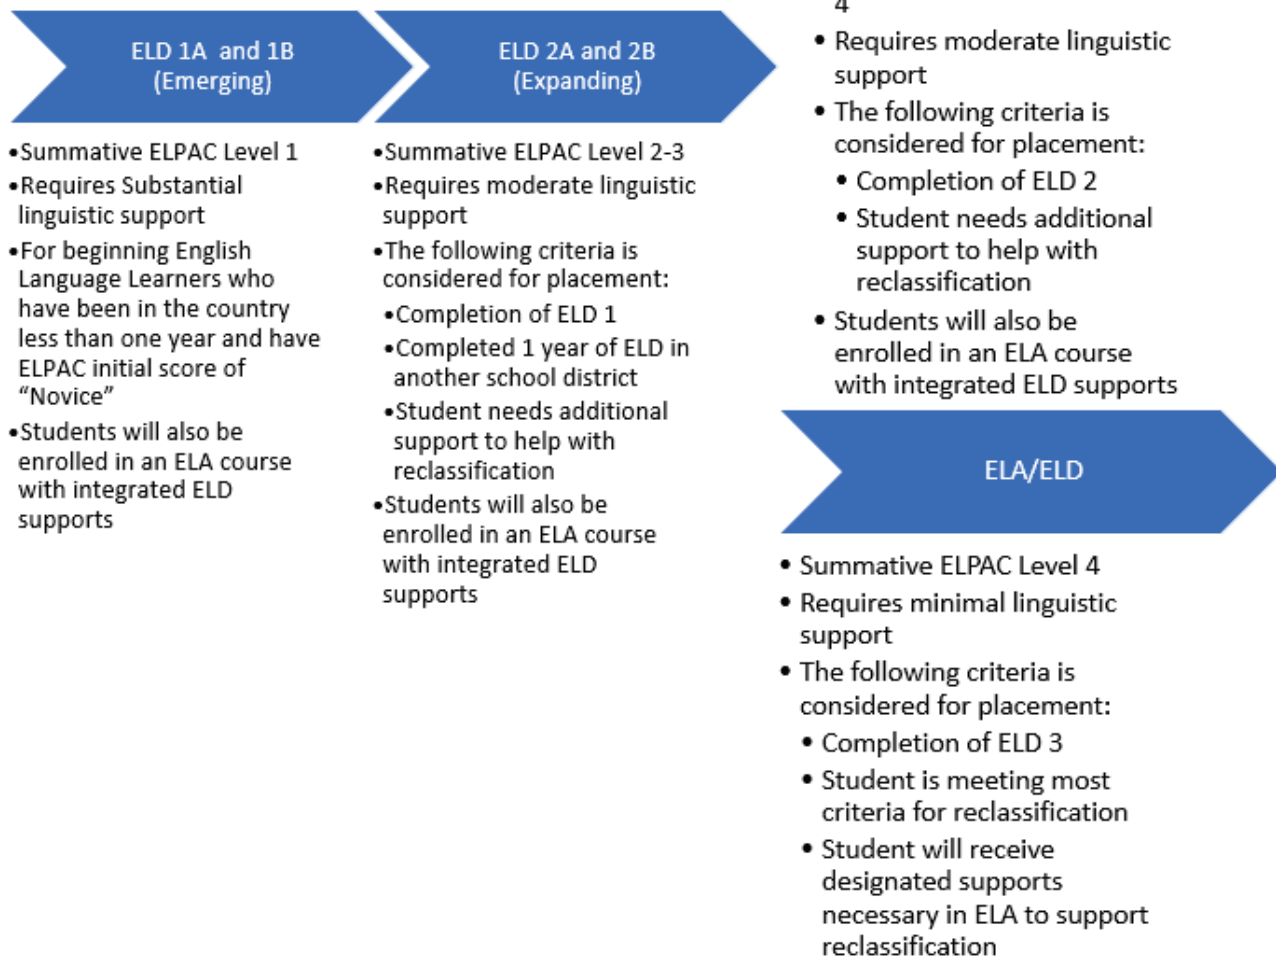 ELD 1A and 1B
(Emerging)
•Summative ELPAC Level 1
•Requires Substantial
linguistic support
•For beginning English
Language Learners who
have been in the country
less than one year and have
ELPAC initial score of
“Novice”
•Students will also be
enrolled in an ELA course
with integrated ELD
supports
ELD 2A and 2B
(Expanding)
•Summative ELPAC Level 2-3
•Requires moderate linguistic
support
•The following criteria is
considered for placement:
•Completion of ELD 1
•Completed 1 year of ELD in
another school district
•Student needs additional
support to help with
reclassification
•Students will also be
enrolled in an ELA course
with integrated ELD
supports
4
• Requires moderate linguistic
support
• The following criteria is
considered for placement:
• Completion of ELD 2
• Student needs additional
support to help with
reclassification
• Students will also be
enrolled in an ELA course
with integrated ELD supports
ELA/ELD
• Summative ELPAC Level 4
• Requires minimal linguistic
support
• The following criteria is
considered for placement:
• Completion of ELD 3
• Student is meeting most
criteria for reclassification
• Student will receive
designated supports
necessary in ELA to support
reclassification